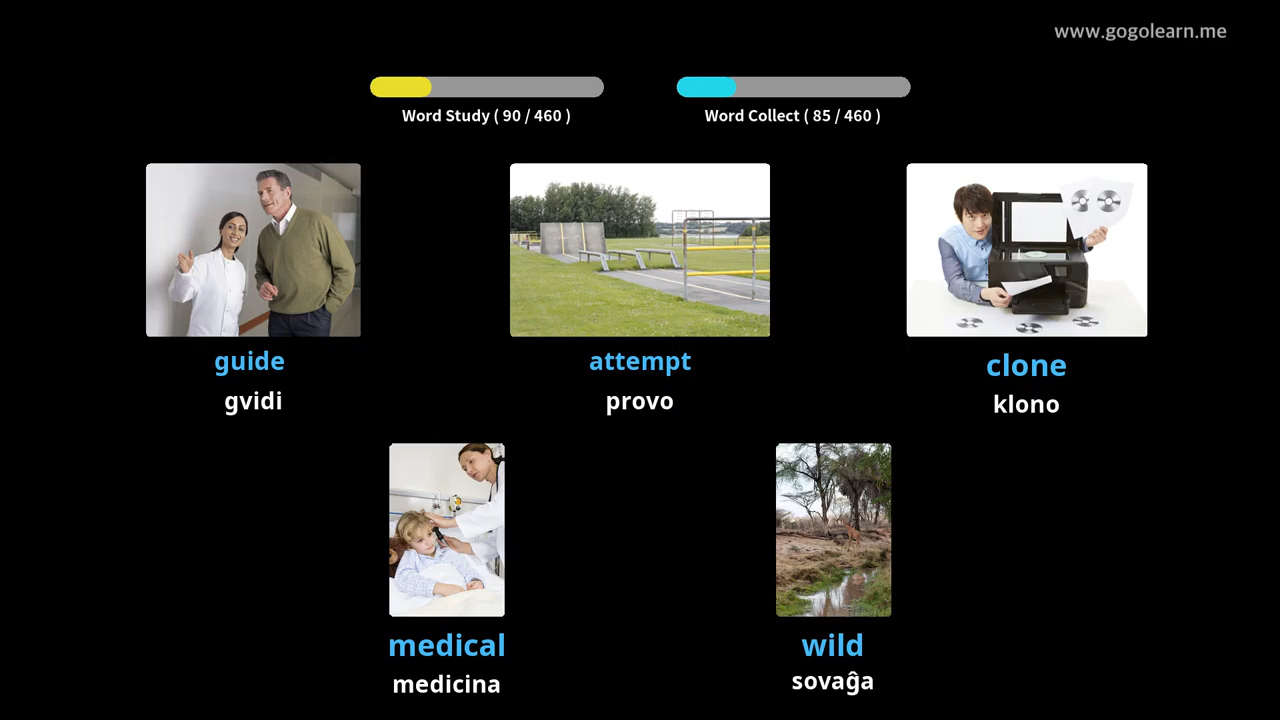 www.gogolearn.me
Word Study ( 90 / 460 )
Word Collect ( 85 / 460 )
guide
gvidi
attempt
provo
clone
klono
medical
medicina
wild
sovaĝa